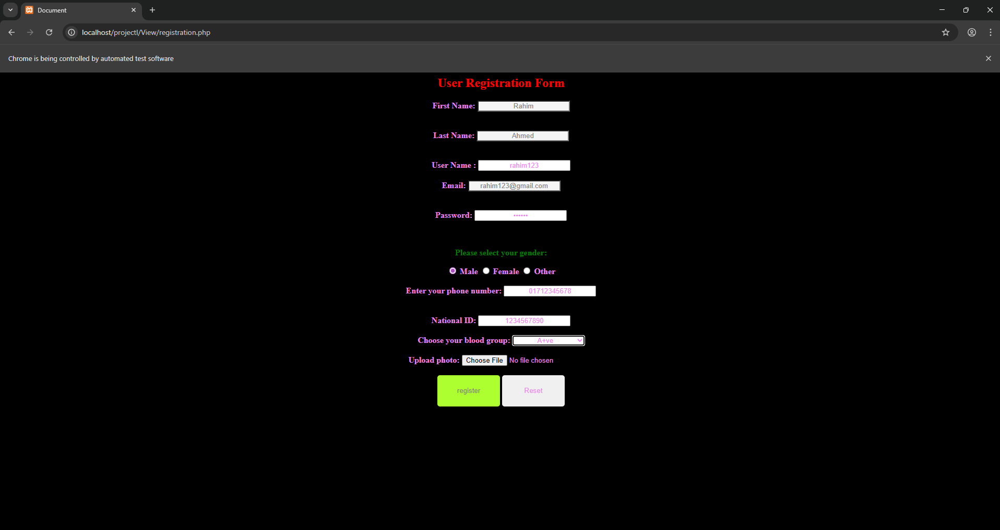 Document
localhost/projectl/View/registration.php
Chrome is being controlled by automated test software
User Registration Form
First Name: Rahim
Last Name: Ahmed
User Name : rahim123
Email: rahim123@gmail.com
Password: ••••••
Please select your gender:
Male Female Other
Enter your phone number: 01712345678
National ID: 1234567890
Choose your blood group: A+ve
Upload photo: Choose File No file chosen
register Reset